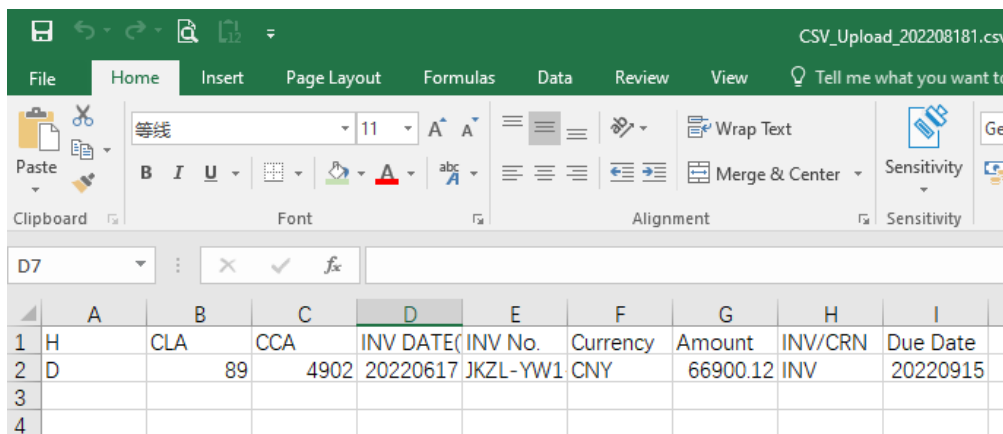 CSV_Upload_202208181.csv
File Home Insert Page Layout Formulas Data Review View Tell me what you want to
Paste
等线 11 A A
Wrap Text
B I U A abc A
Merge & Center
Sensitivity
Clipboard Font Alignment Sensitivity
D7 fx
A B C D E F G H I
1 H CLA CCA INV DATE( INV No. Currency Amount INV/CRN Due Date
2 D 89 4902 20220617 JKZL-YW1 CNY 66900.12 INV 20220915
3
4